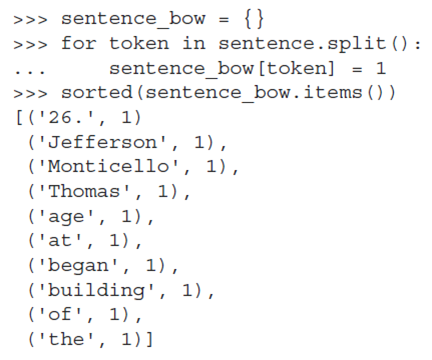 >>> sentence_bow = {}
>>> for token in sentence.split():
...     sentence_bow[token] = 1
>>> sorted(sentence_bow.items())
[('26.', 1)
 ('Jefferson', 1),
 ('Monticello', 1),
 ('Thomas', 1),
 ('age', 1),
 ('at', 1),
 ('began', 1),
 ('building', 1),
 ('of', 1),
 ('the', 1)]